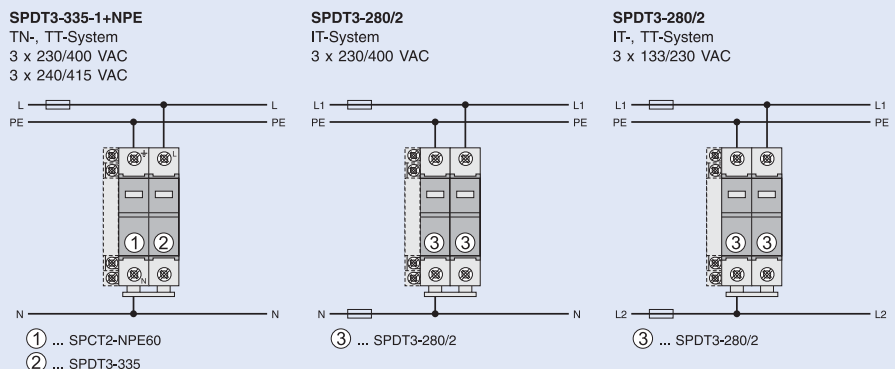 SPDT3-335-1+NPE
TN-, TT-System
3 x 230/400 VAC
3 x 240/415 VAC
L L
PE PE
L
1 2
N
N N
1 ... SPCT2-NPE60
2 ... SPDT3-335
SPDT3-280/2
IT-System
3 x 230/400 VAC
L1 L1
PE PE
3 3
N N
3 ... SPDT3-280/2
SPDT3-280/2
IT-, TT-System
3 x 133/230 VAC
L1 L1
PE PE
3 3
L2 L2
3 ... SPDT3-280/2